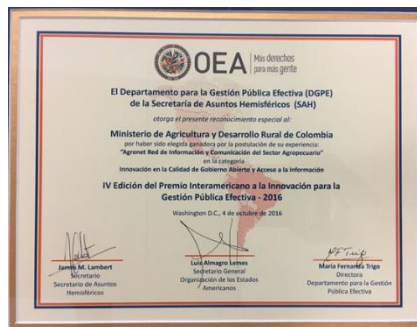 OEA
Más derechos
para más gente
El Departamento para la Gestión Pública Efectiva (DGPE)
de la Secretaría de Asuntos Hemisféricos (SAH)
otorga el presente reconocimiento especial al:
Ministerio de Agricultura y Desarrollo Rural de Colombia
por haber sido elegida ganadora por la postulación de su experiencia:
"Agronet Red de Información y Comunicación del Sector Agropecuario"
en la categoría
Innovación en la Calidad de Gobierno Abierto y Acceso a la Información
IV Edición del Premio Interamericano a la Innovación para la
Gestión Pública Efectiva - 2016
Washington D.C., 4 de octubre de 2016
James M. Lambert
Secretario
Secretario de Asuntos
Hemisféricos
Luis Almagro Lemes
Secretario General
Organización de los Estados
Americanos
María Fernanda Trigo
Directora
Departamento para la Gestión
Pública Efectiva